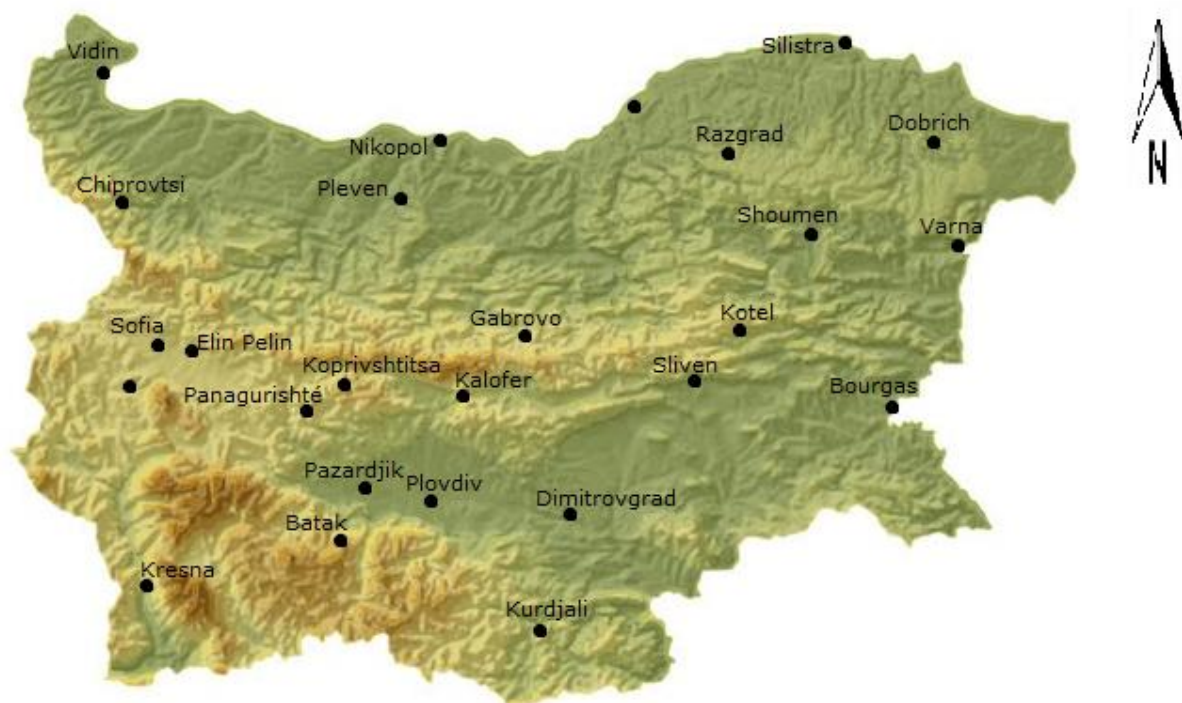 Vidin
Silistra
Nikopol
Razgrad
Dobrich
Chiprovtsi
Pleven
N
Shoumen
Varna
Sofia
Elin Pelin
Gabrovo
Kotel
Koprivshtitsa
Panagurishté
Kalofer
Sliven
Bourgas
Pazardjik
Plovdiv
Dimitrovgrad
Batak
Kresna
Kurdjali